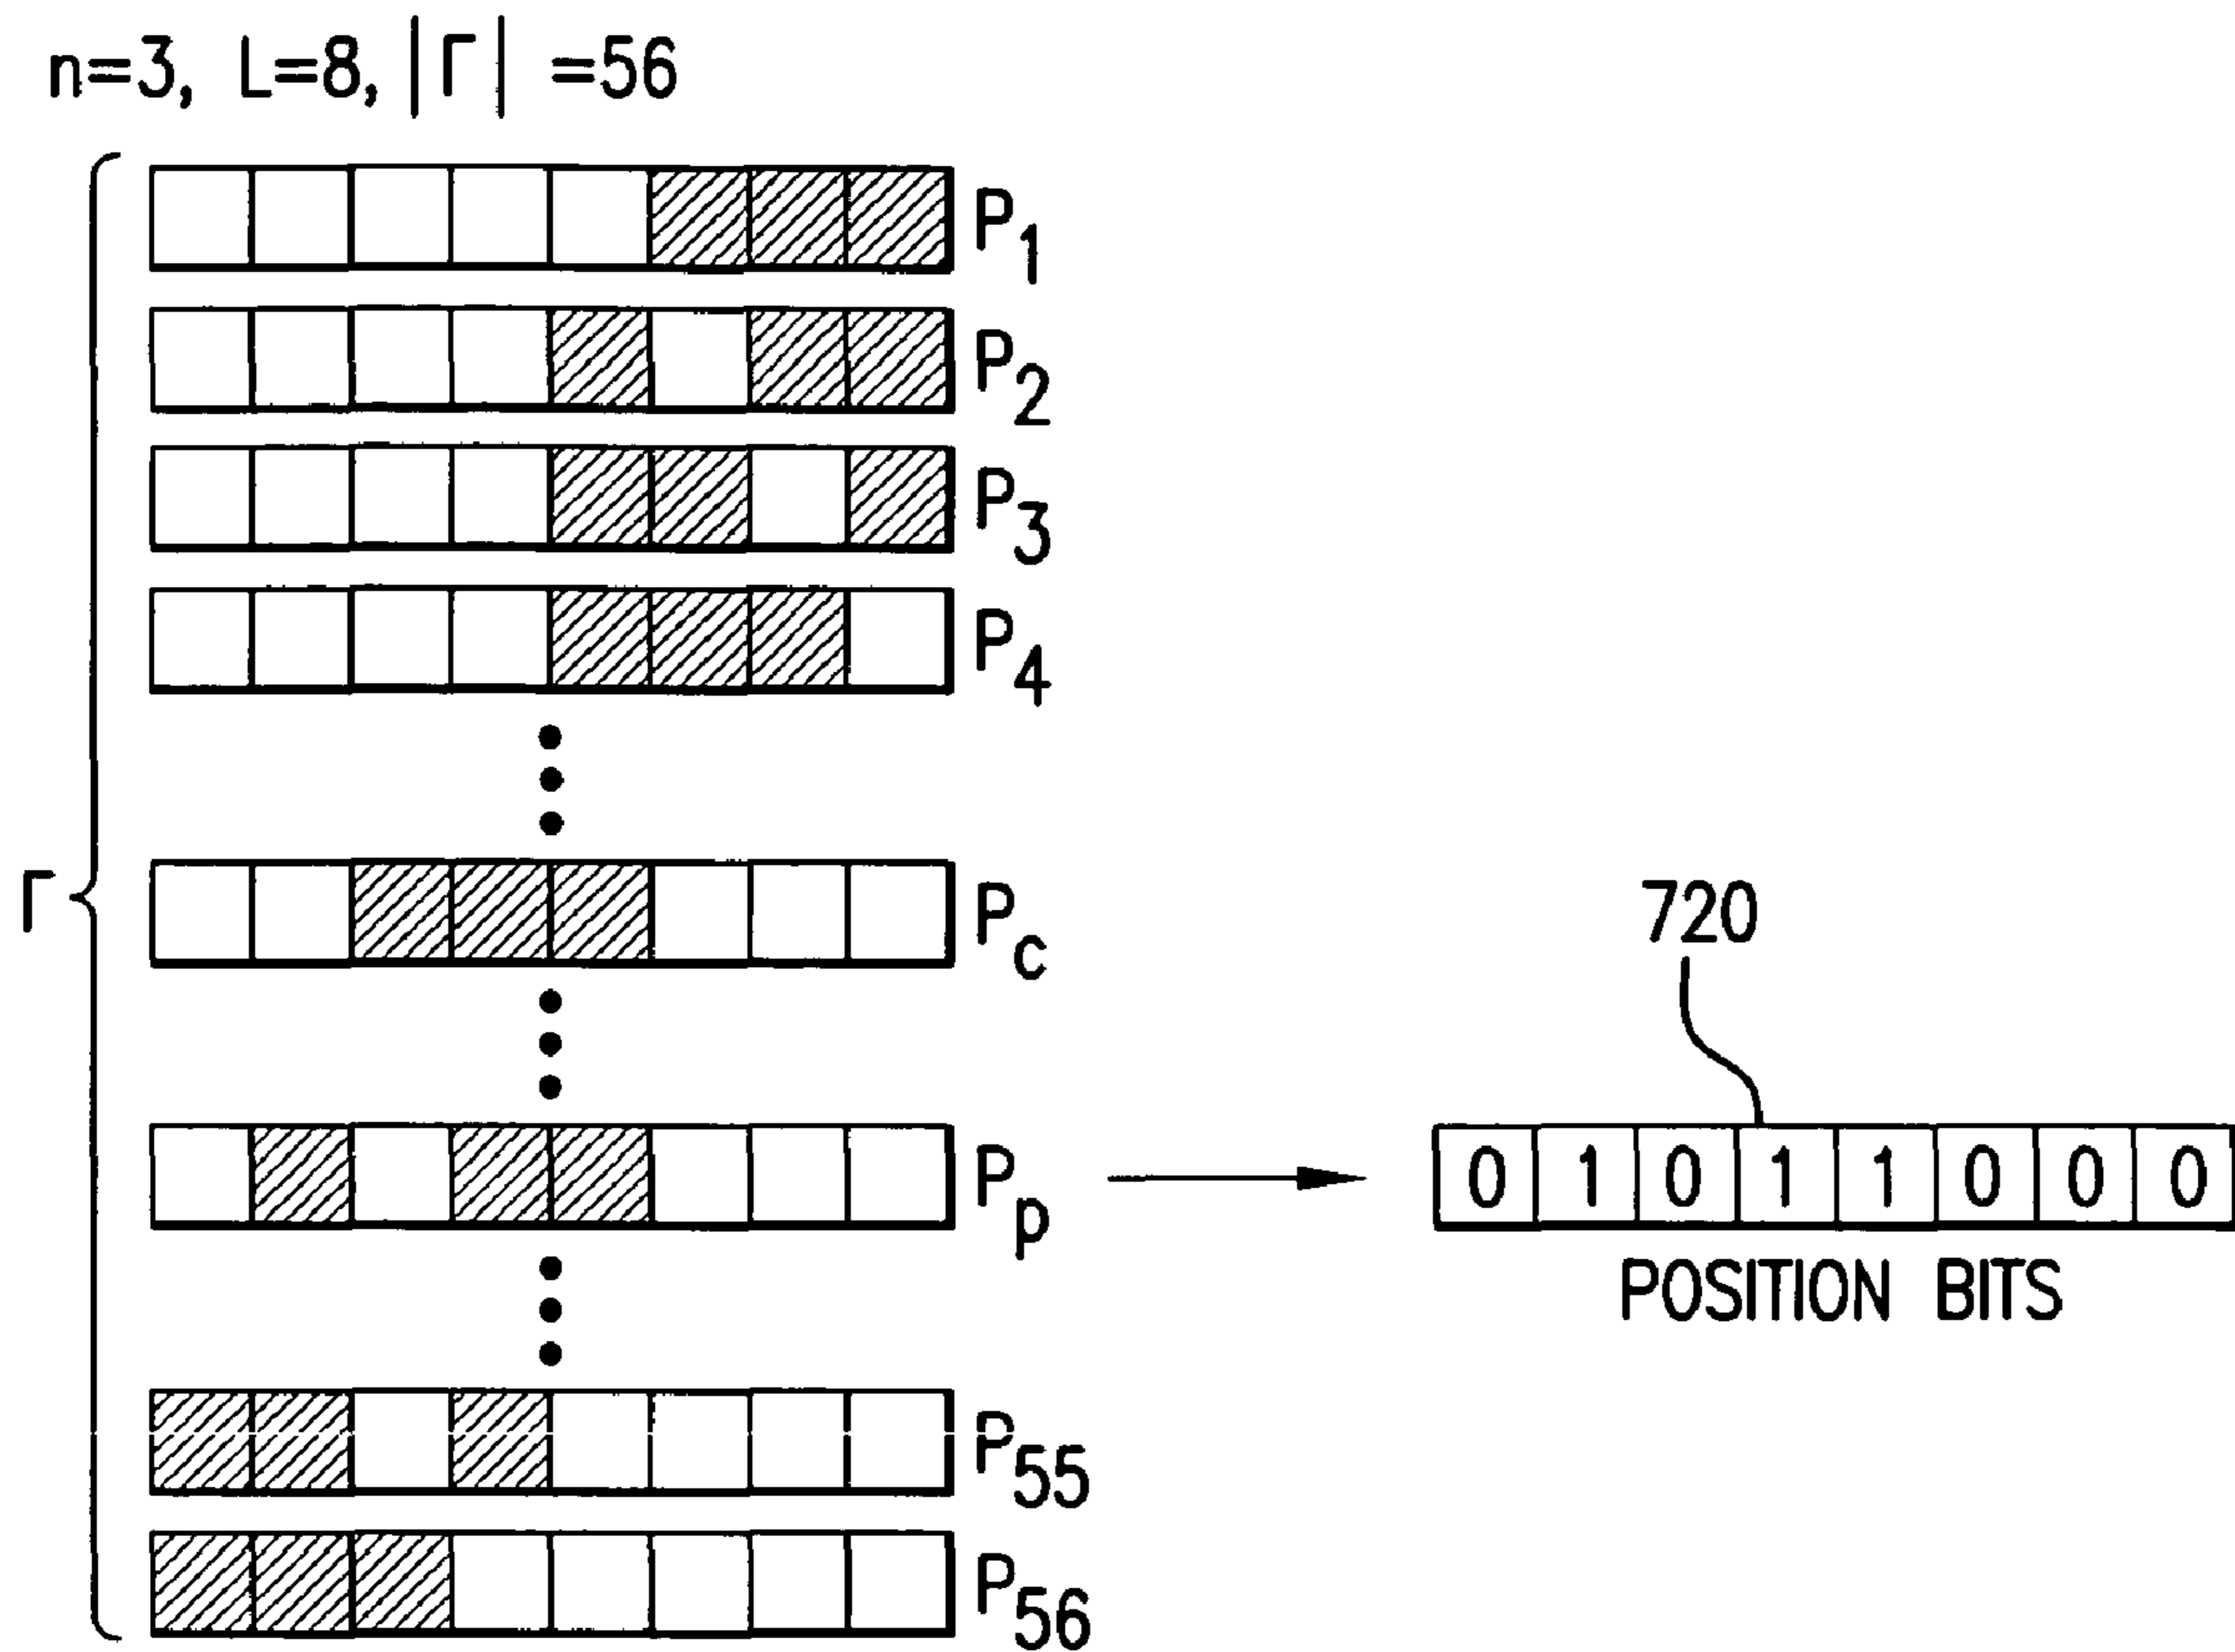 n=3, L=8, |Γ| =56
P1
P2
P3
P4
Γ
Pc
720
Pp
0 1 0 1 1 0 0 0
POSITION BITS
P55
P56